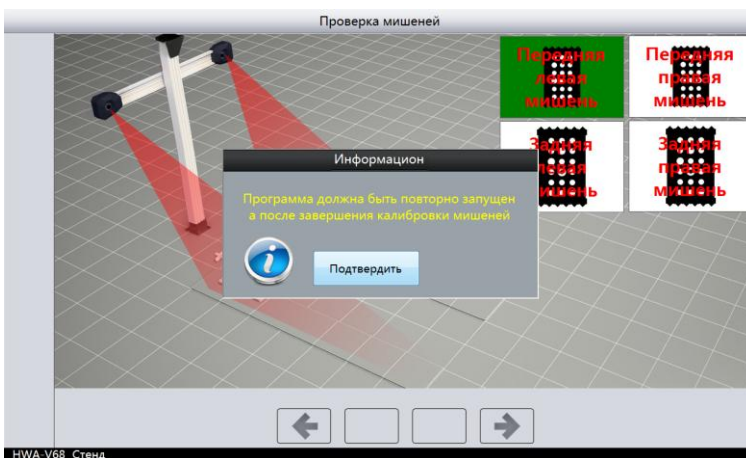 Проверка мишеней
Передняя
левая
мишень
Передняя
правая
мишень
Задняя
левая
мишень
Задняя
правая
мишень
Информацион
Программа должна быть повторно запущен
а после завершения калибровки мишеней
Подтвердить
HWA-V68 Стенд